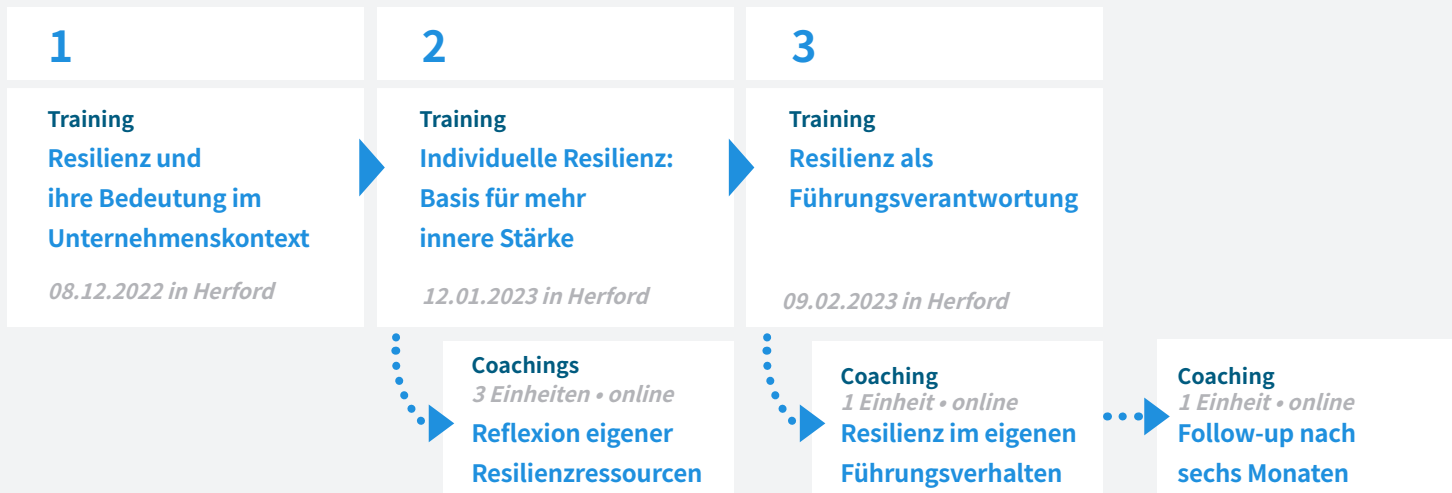 1
Training
Resilienz und
ihre Bedeutung im
Unternehmenskontext
08.12.2022 in Herford
2
Training
Individuelle Resilienz:
Basis für mehr
innere Stärke
12.01.2023 in Herford
3
Training
Resilienz als
Führungsverantwortung
09.02.2023 in Herford
Coachings
3 Einheiten • online
Reflexion eigener
Resilienzressourcen
Coaching
1 Einheit • online
Resilienz im eigenen
Führungsverhalten
Coaching
1 Einheit • online
Follow-up nach
sechs Monaten